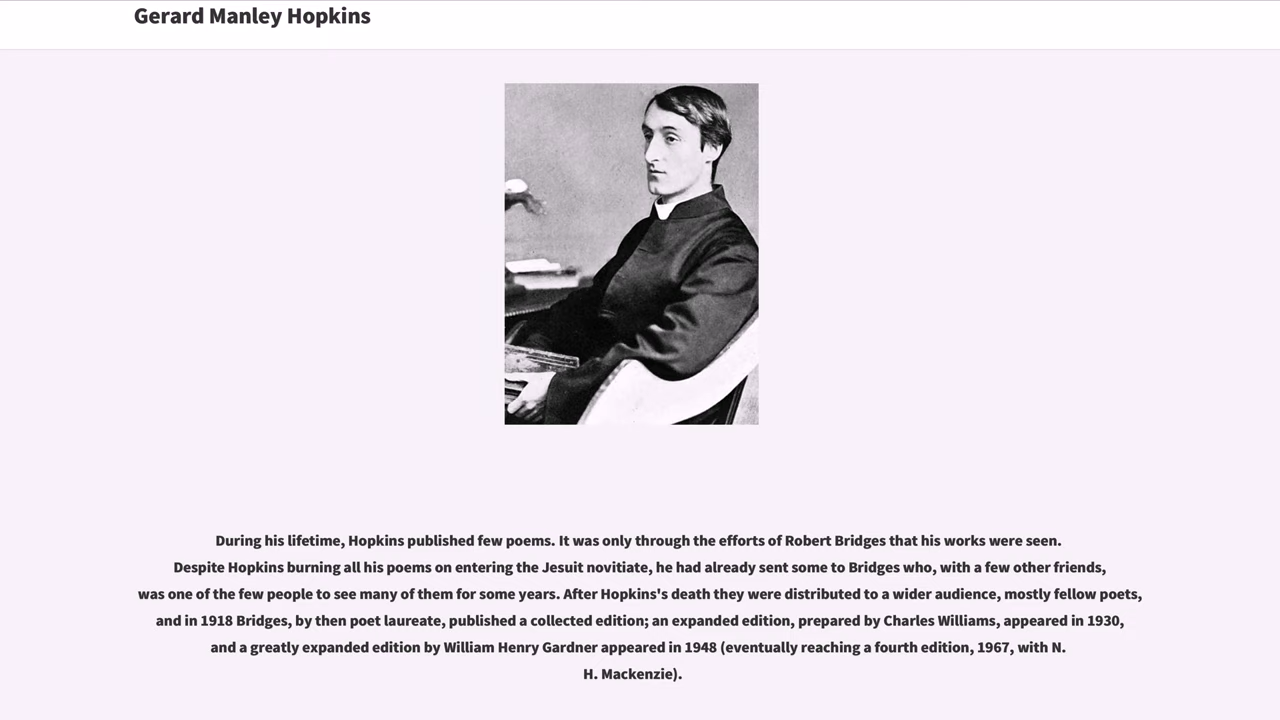 Gerard Manley Hopkins
During his lifetime, Hopkins published few poems. It was only through the efforts of Robert Bridges that his works were seen.
Despite Hopkins burning all his poems on entering the Jesuit novitiate, he had already sent some to Bridges who, with a few other friends,
was one of the few people to see many of them for some years. After Hopkins's death they were distributed to a wider audience, mostly fellow poets,
and in 1918 Bridges, by then poet laureate, published a collected edition; an expanded edition, prepared by Charles Williams, appeared in 1930,
and a greatly expanded edition by William Henry Gardner appeared in 1948 (eventually reaching a fourth edition, 1967, with N.
H. Mackenzie).